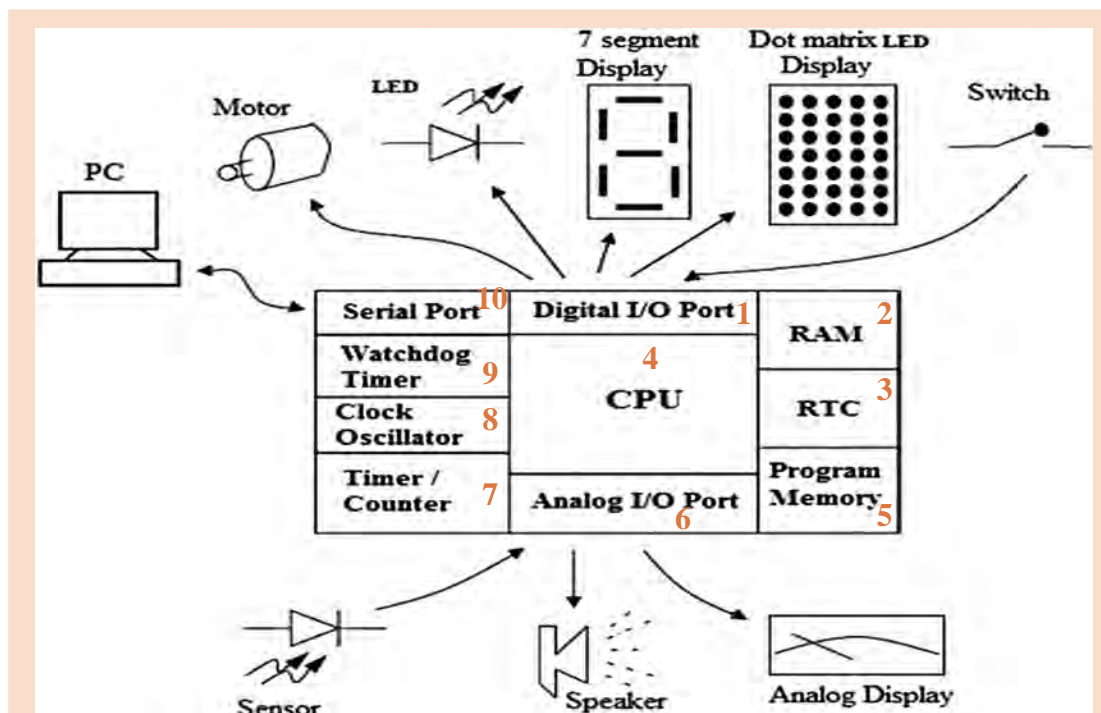 7 segment
Display
Dot matrix LED
Display
LED
Switch
Motor
PC
Serial Port 10
Digital I/O Port 1
RAM 2
Watchdog
Timer 9
4
CPU
RTC 3
Clock
Oscillator 8
Timer /
Counter 7
Analog I/O Port
6
Program
Memory 5
Sensor
Speaker
Analog Display